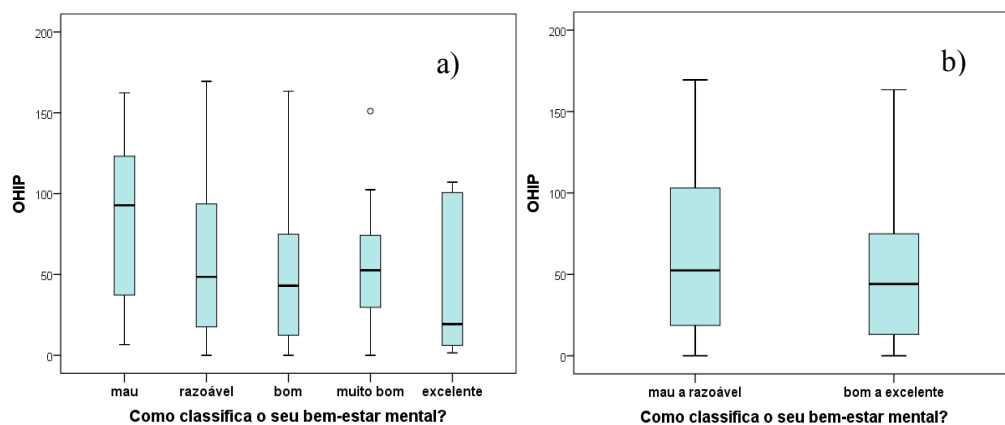 a)
200
150
100
50
0
OHIP
mau
razoável
bom
muito bom
excelente
Como classifica o seu bem-estar mental?
b)
200
150
100
50
0
OHIP
mau a razoável
bom a excelente
Como classifica o seu bem-estar mental?